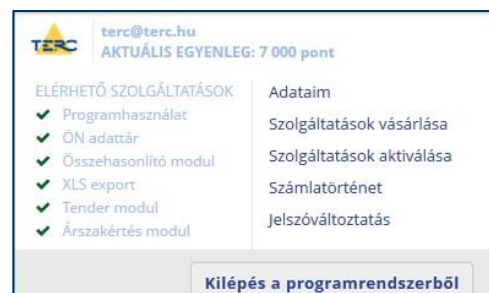 TERC
terc@terc.hu
AKTUÁLIS EGYENLEG: 7 000 pont
ELÉRHETŐ SZOLGÁLTATÁSOK
Programhasználat
ÖN adattár
Összehasonlító modul
XLS export
Tender modul
Árszakértés modul
Adataim
Szolgáltatások vásárlása
Szolgáltatások aktiválása
Számlatörténet
Jelszóváltoztatás
Kilépés a programrendszerből